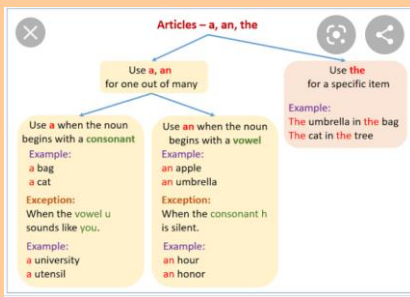 Articles – a, an, the
Use a, an
for one out of many
Use the
for a specific item
Example:
The umbrella in the bag
The cat in the tree
Use a when the noun
begins with a consonant
Example:
a bag
a cat
Exception:
When the vowel u
sounds like you.
Example:
a university
a utensil
Use an when the noun
begins with a vowel
Example:
an apple
an umbrella
Exception:
When the consonant h
is silent.
Example:
an hour
an honor